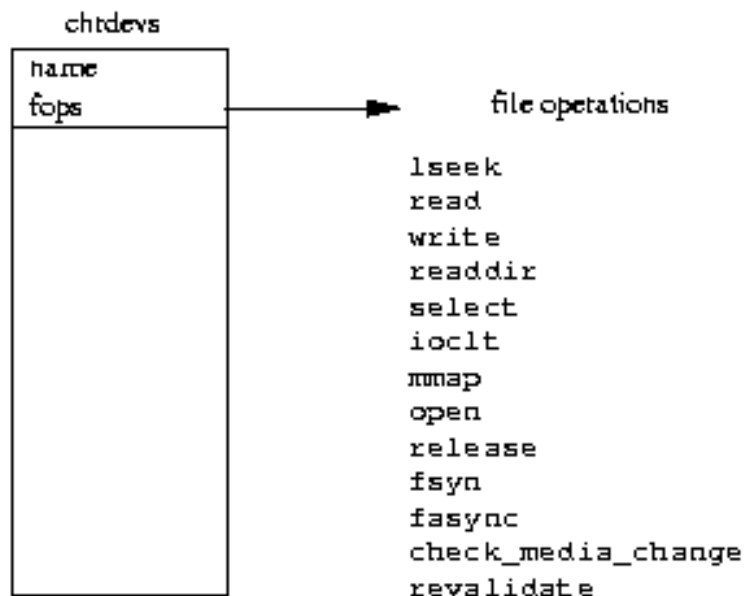 chrdevs
name
fops
file operations
lseek
read
write
readdir
select
ioclt
mmap
open
release
fsyn
fasync
check_media_change
revalidate